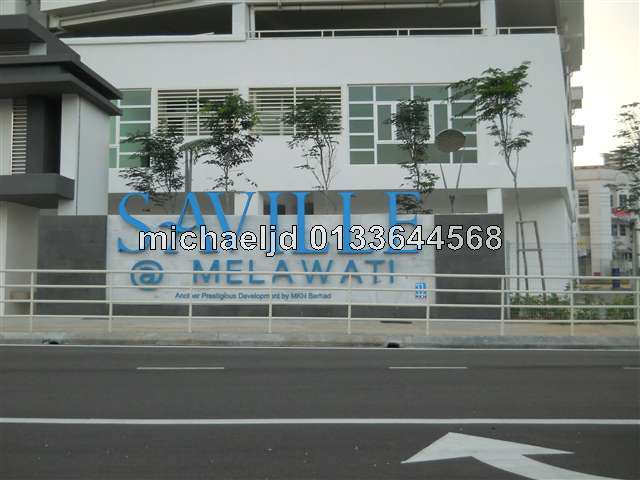 SAVILLE
michaeljd 0133644568
@ MELAWATI
Another Prestigious Development by MKH Berhad